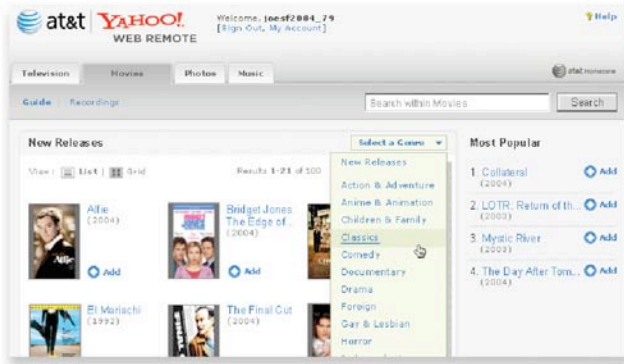 at&t YAHOO!
WEB REMOTE
Welcome, joesf2004_79
[Sign Out, My Account]
Help
Television Movies Photos Music
at&t HOMEZONE
Guide Recordings
Search within Movies Search
New Releases
Select a Genre
Most Popular
View: List | Grid
Results 1-21 of 500
New Releases
Action & Adventure
Anime & Animation
Children & Family
Classics
Comedy
Documentary
Drama
Foreign
Gay & Lesbian
Horror
Alfie
(2004)
Add
Bridget Jones
The Edge of...
(2004)
Add
El Mariachi
(1992)
The Final Cut
(2004)
1. Collateral
(2004)
Add
2. LOTR: Return of th...
(2003)
Add
3. Mystic River
(2003)
Add
4. The Day After Tom...
(2004)
Add